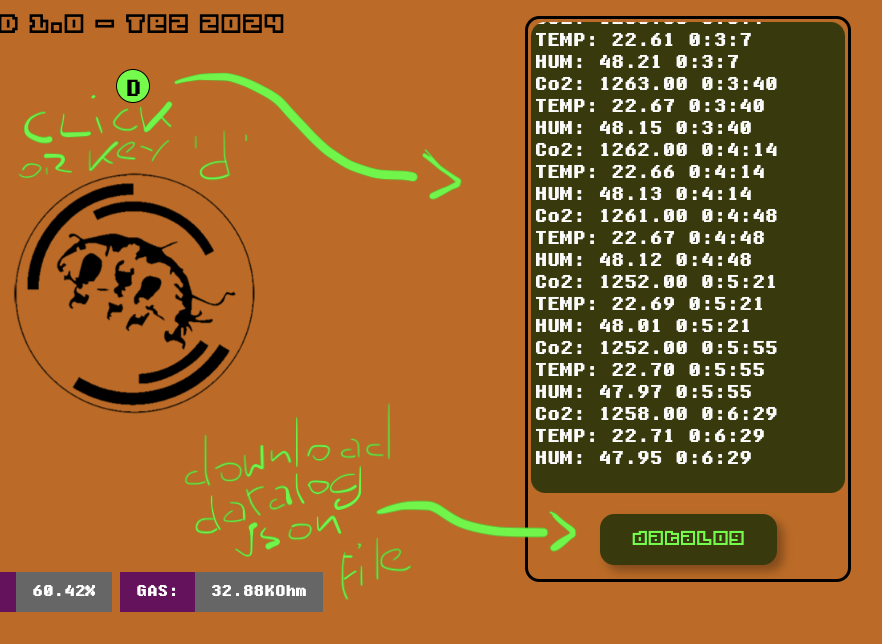 D 1.0 - Tez 2024
D
CLICK
OR KEY 'd'
TEMP: 22.61 0:3:7
HUM: 48.21 0:3:7
Co2: 1263.00 0:3:40
TEMP: 22.67 0:3:40
HUM: 48.15 0:3:40
Co2: 1262.00 0:4:14
TEMP: 22.66 0:4:14
HUM: 48.13 0:4:14
Co2: 1261.00 0:4:48
TEMP: 22.67 0:4:48
HUM: 48.12 0:4:48
Co2: 1252.00 0:5:21
TEMP: 22.69 0:5:21
HUM: 48.01 0:5:21
Co2: 1252.00 0:5:55
TEMP: 22.70 0:5:55
HUM: 47.97 0:5:55
Co2: 1258.00 0:6:29
TEMP: 22.71 0:6:29
HUM: 47.95 0:6:29
download
datalog
json
file
dataLOG
60.42%
GAS: 32.88KOhm